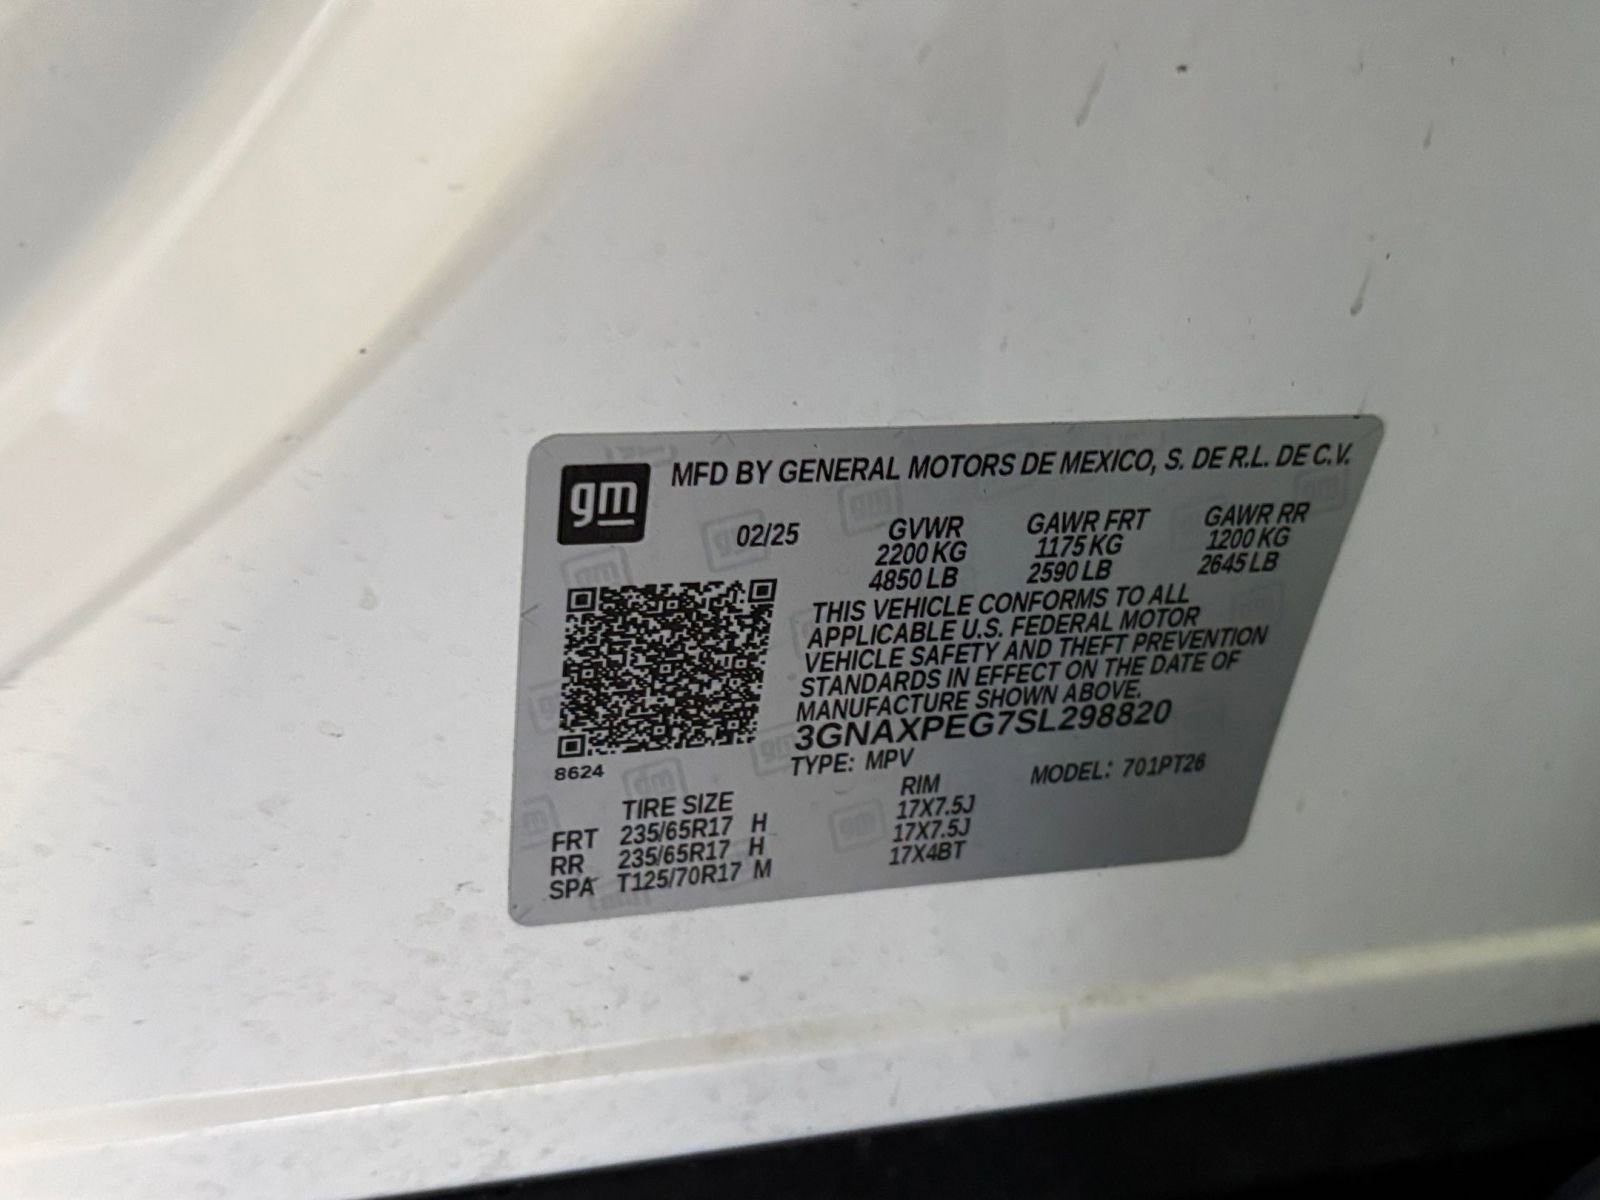 gm
MFD BY GENERAL MOTORS DE MEXICO, S. DE R.L. DE C.V.
02/25 GVWR GAWR FRT GAWR RR
2200 KG 1175 KG 1200 KG
4850 LB 2590 LB 2645 LB
THIS VEHICLE CONFORMS TO ALL
APPLICABLE U.S. FEDERAL MOTOR
VEHICLE SAFETY AND THEFT PREVENTION
STANDARDS IN EFFECT ON THE DATE OF
MANUFACTURE SHOWN ABOVE.
3GNAXPEG7SL298820
8624
TYPE: MPV MODEL: 701PT26
TIRE SIZE RIM
FRT 235/65R17 H 17X7.5J
RR 235/65R17 H 17X7.5J
SPA T125/70R17 M 17X4BT